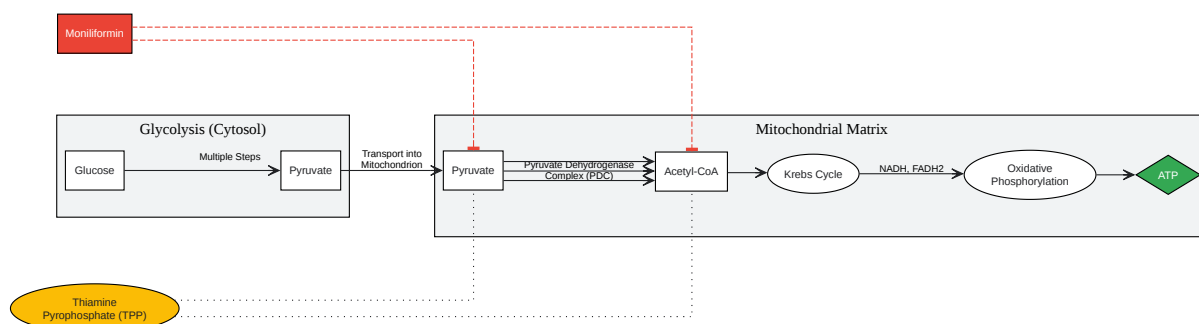 Moniliformin
Glycolysis (Cytosol)
Mitochondrial Matrix
Glucose
Multiple Steps
Pyruvate
Transport into
Mitochondrion
Pyruvate
Pyruvate Dehydrogenase
Complex (PDC)
Acetyl-CoA
Krebs Cycle
NADH, FADH2
Oxidative
Phosphorylation
ATP
Thiamine
Pyrophosphate (TPP)